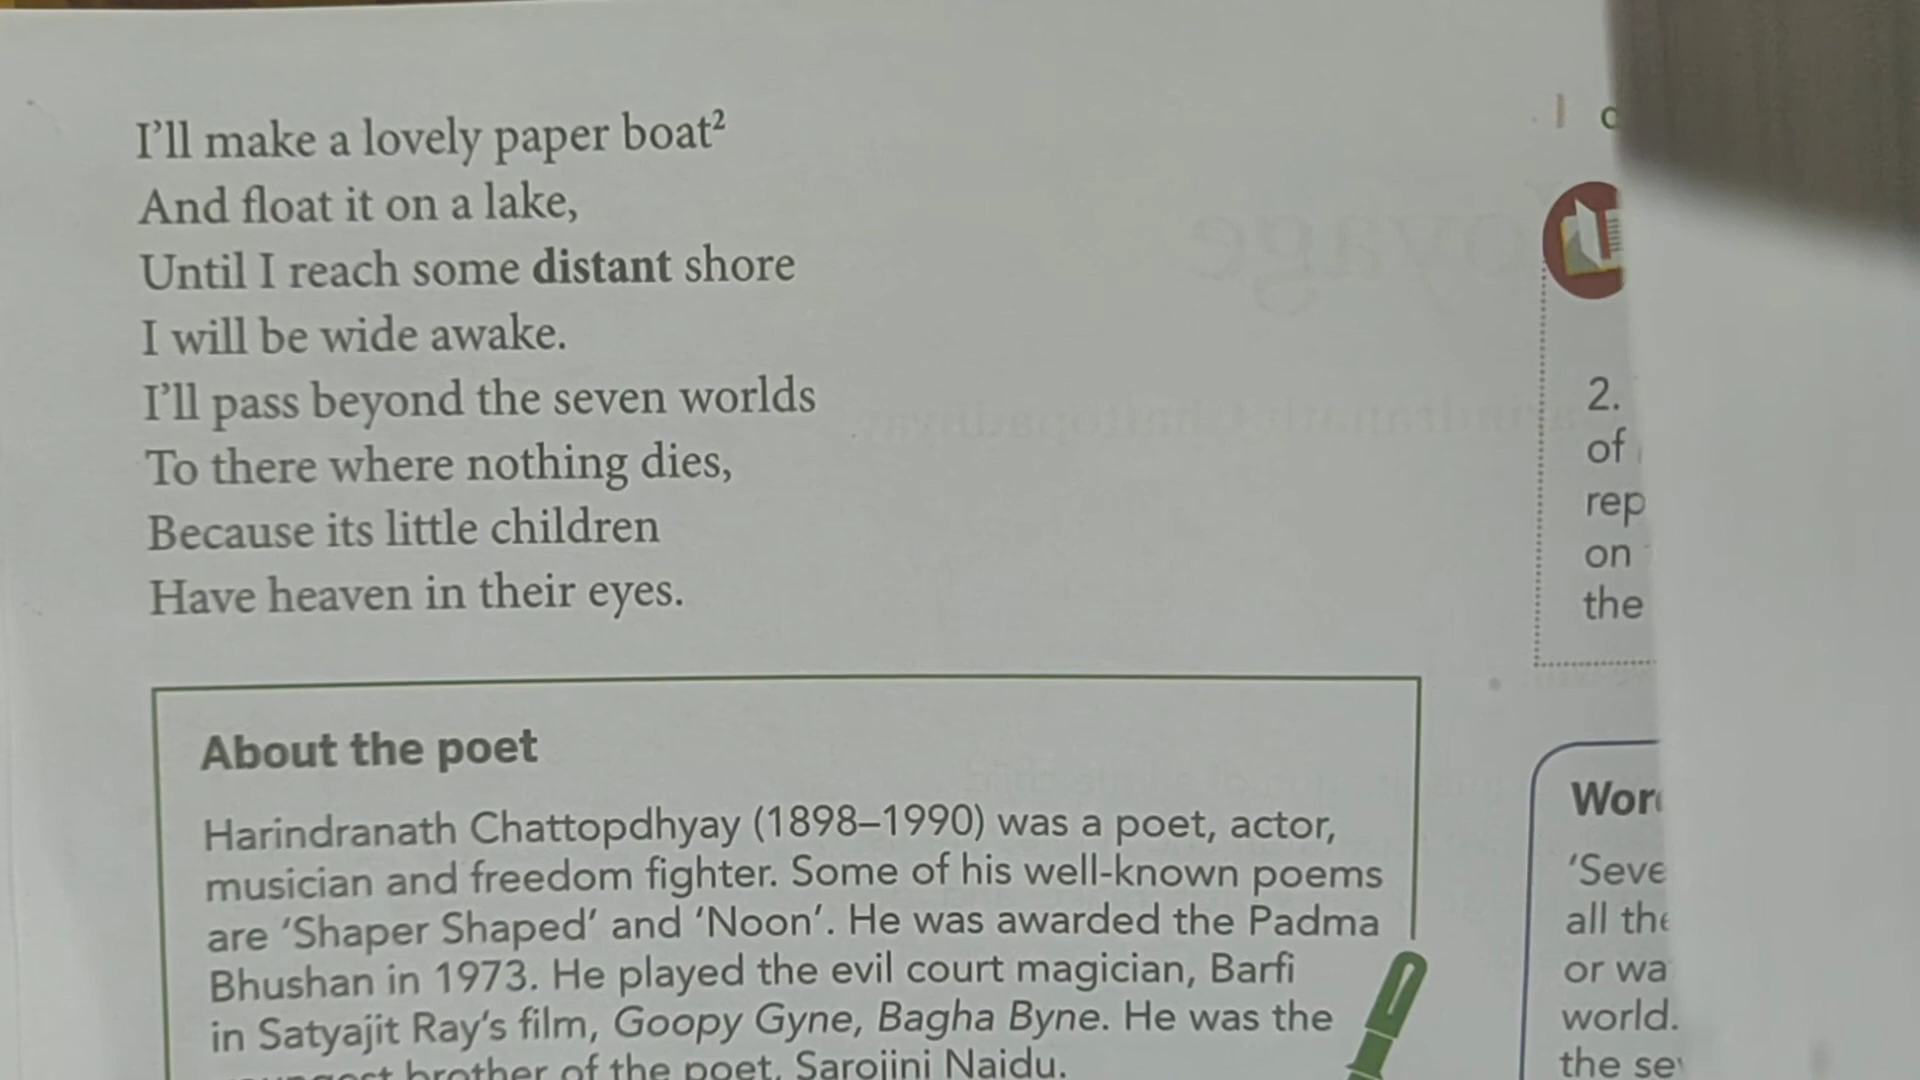 I'll make a lovely paper boat²
And float it on a lake,
Until I reach some distant shore
I will be wide awake.
I'll pass beyond the seven worlds
To there where nothing dies,
Because its little children
Have heaven in their eyes.
About the poet
Harindranath Chattopdhyay (1898–1990) was a poet, actor,
musician and freedom fighter. Some of his well-known poems
are ‘Shaper Shaped’ and ‘Noon’. He was awarded the Padma
Bhushan in 1973. He played the evil court magician, Barfi
in Satyajit Ray's film, Goopy Gyne, Bagha Byne. He was the
brother of the poet, Sarojini Naidu.
2.
of
rep
on
the
Wor
‘Seve
all the
or wa
world.
the se